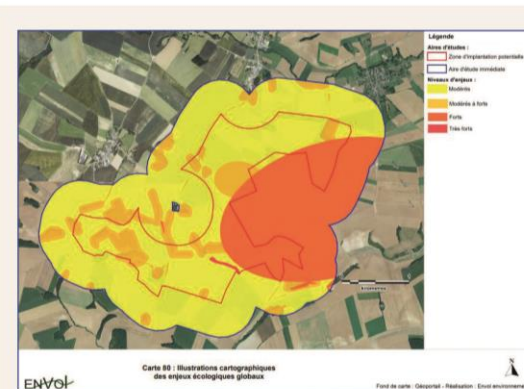 Légende
Aires d'études :
Zone d'implantation potentielle
Aire d'étude immédiate
Niveaux d'enjeux :
Modérés
Modérés à forts
Forts
Très forts
Kilomètres
N
Carte 80 : Illustrations cartographiques
des enjeux écologiques globaux
ENVOL
Fond de carte : Géoportail - Réalisation : Envol environnement